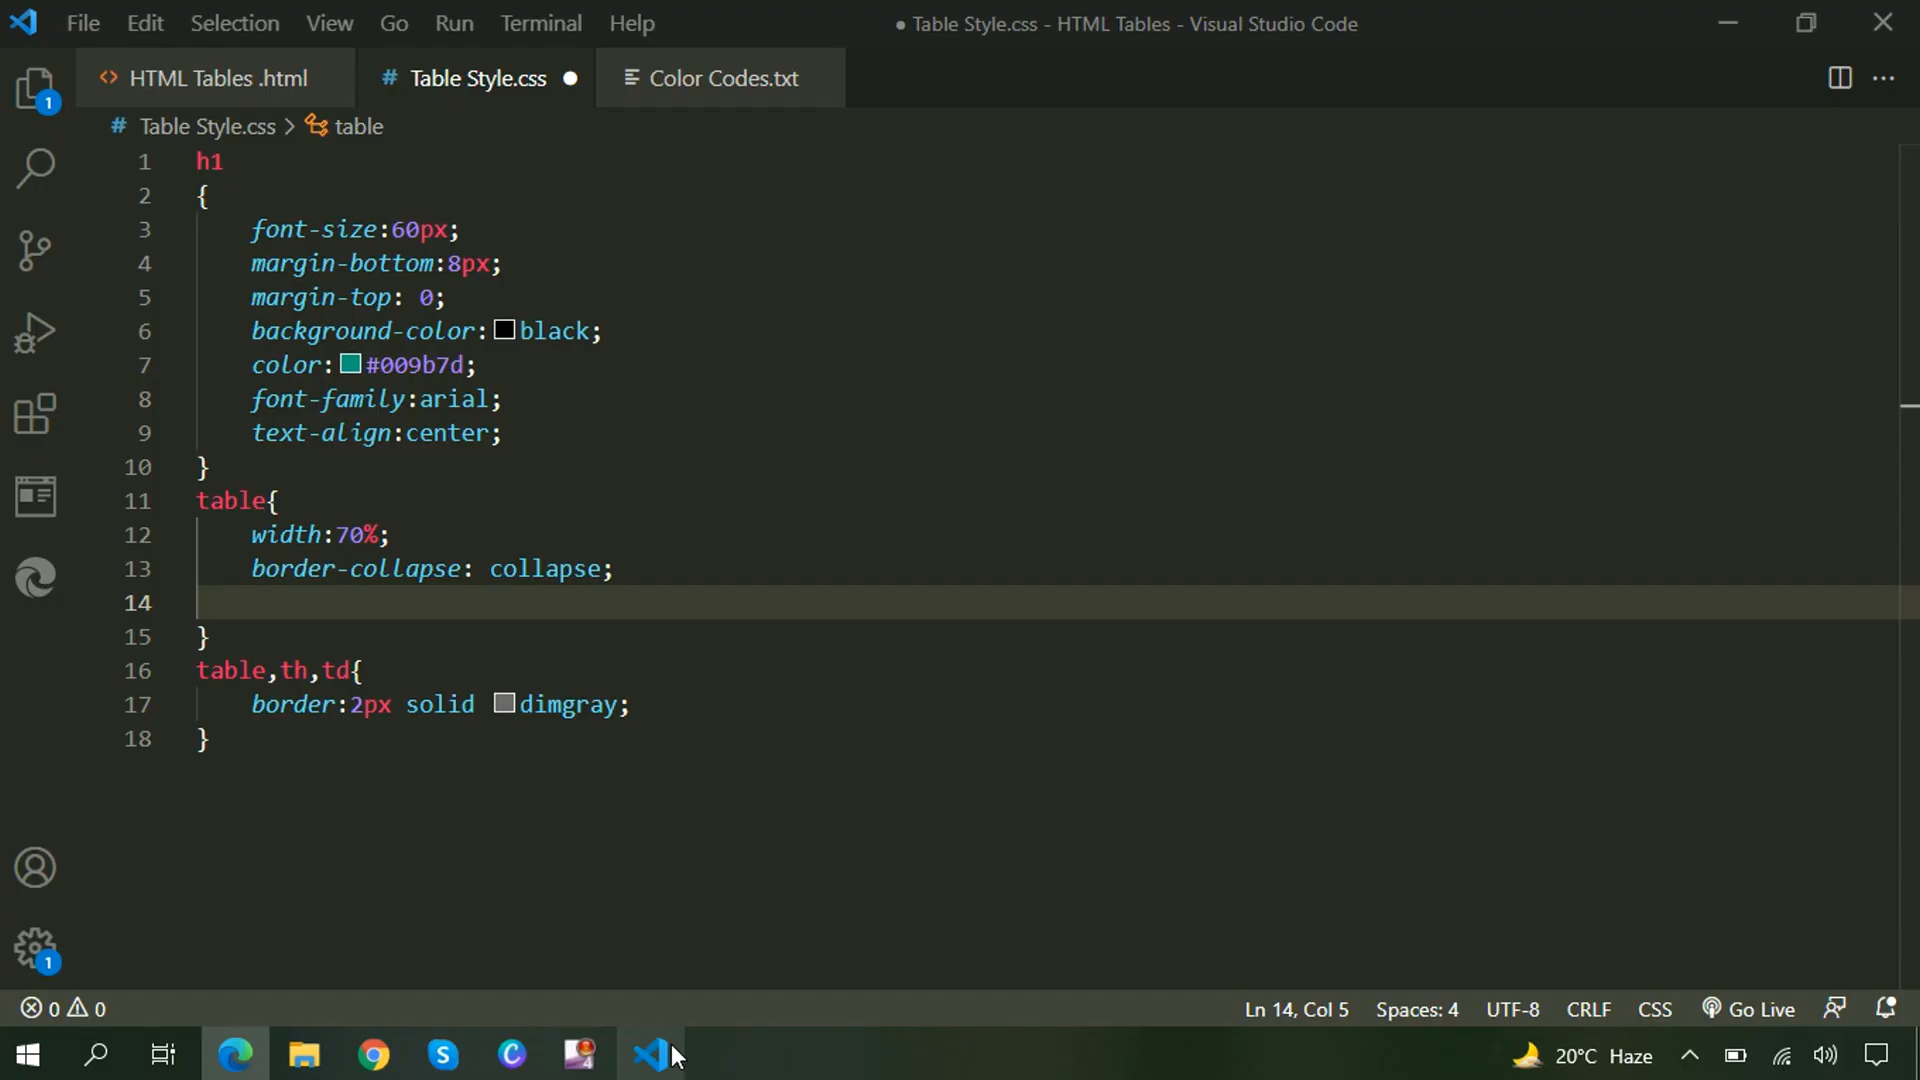 File Edit Selection View Go Run Terminal Help ● Table Style.css - HTML Tables - Visual Studio Code
<> HTML Tables .html # Table Style.css ● Color Codes.txt ...
# Table Style.css > table
1 h1
2 {
3 font-size:60px;
4 margin-bottom:8px;
5 margin-top: 0;
6 background-color:black;
7 color:#009b7d;
8 font-family:arial;
9 text-align:center;
10 }
11 table{
12 width:70%;
13 border-collapse: collapse;
14
15 }
16 table,th,td{
17 border:2px solid dimgray;
18 }
1
1
0 0 Ln 14, Col 5 Spaces: 4 UTF-8 CRLF CSS Go Live
20°C Haze